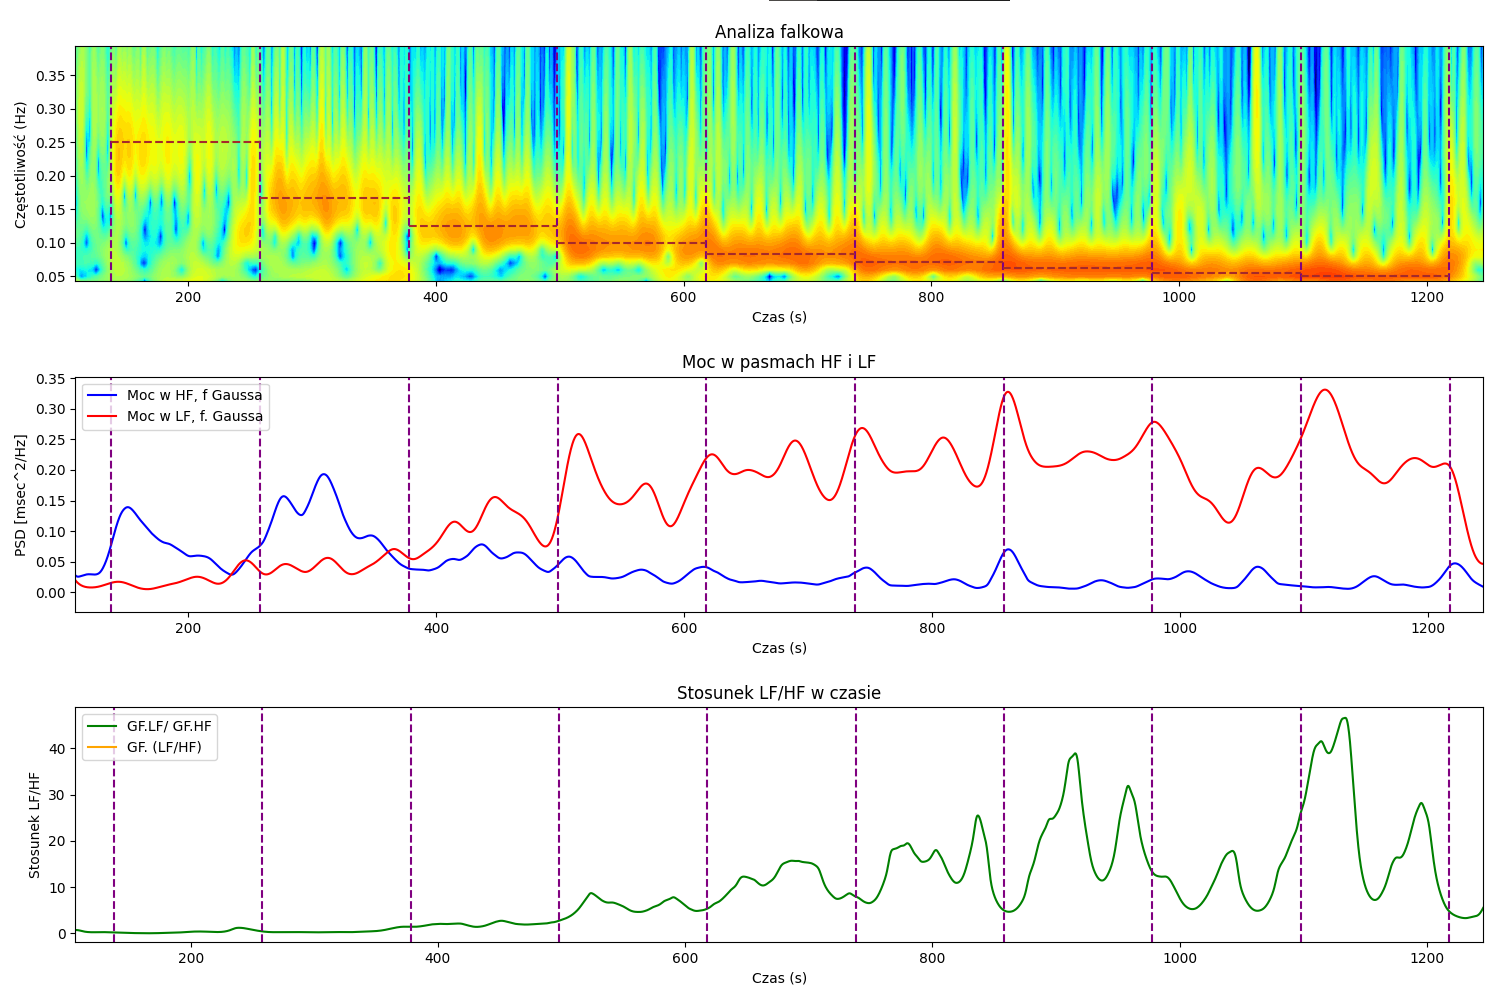 Analiza falkowa
Częstotliwość (Hz)
0.35
0.30
0.25
0.20
0.15
0.10
0.05
200 400 600 800 1000 1200
Czas (s)
Moc w pasmach HF i LF
PSD [msec^2/Hz]
0.35
0.30
0.25
0.20
0.15
0.10
0.05
0.00
Moc w HF, f Gaussa
Moc w LF, f. Gaussa
200 400 600 800 1000 1200
Czas (s)
Stosunek LF/HF w czasie
Stosunek LF/HF
40
30
20
10
0
GF.LF/ GF.HF
GF. (LF/HF)
200 400 600 800 1000 1200
Czas (s)